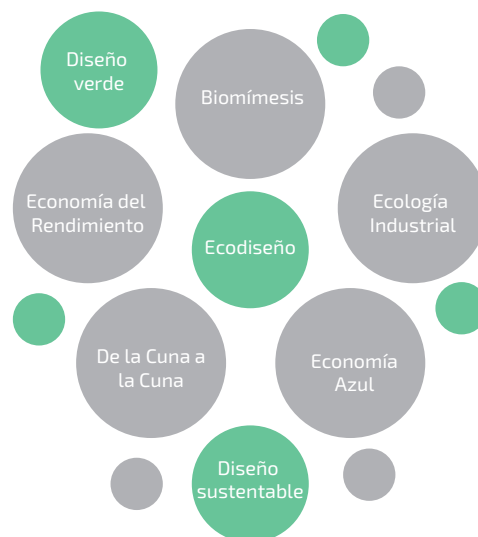 Diseño
verde
Biomímesis
Economía del
Rendimiento
Ecología
Industrial
Ecodiseño
De la Cuna a
la Cuna
Economía
Azul
Diseño
sustentable